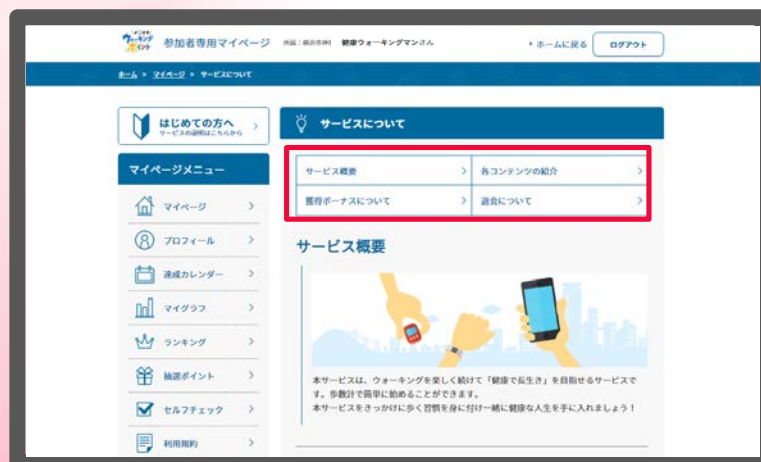 ウォーキング
ポイント
参加者専用マイページ
健康ウォーキングマンさん
ホームに戻る
ログアウト
ホーム > マイページ > サービスについて
はじめての方へ
サービスの説明はこちらから
マイページメニュー
マイページ
プロフィール
達成カレンダー
マイグラフ
ランキング
抽選ポイント
セルフチェック
利用規約
サービスについて
サービス概要
各コンテンツの紹介
獲得ボーナスについて
退会について
サービス概要
本サービスは、ウォーキングを楽しく続けて「健康で長生き」を目指せるサービスで
す。歩数計で簡単に始めることができます。
本サービスをきっかけに歩く習慣を身に付け一緒に健康な人生を手に入れましょう！